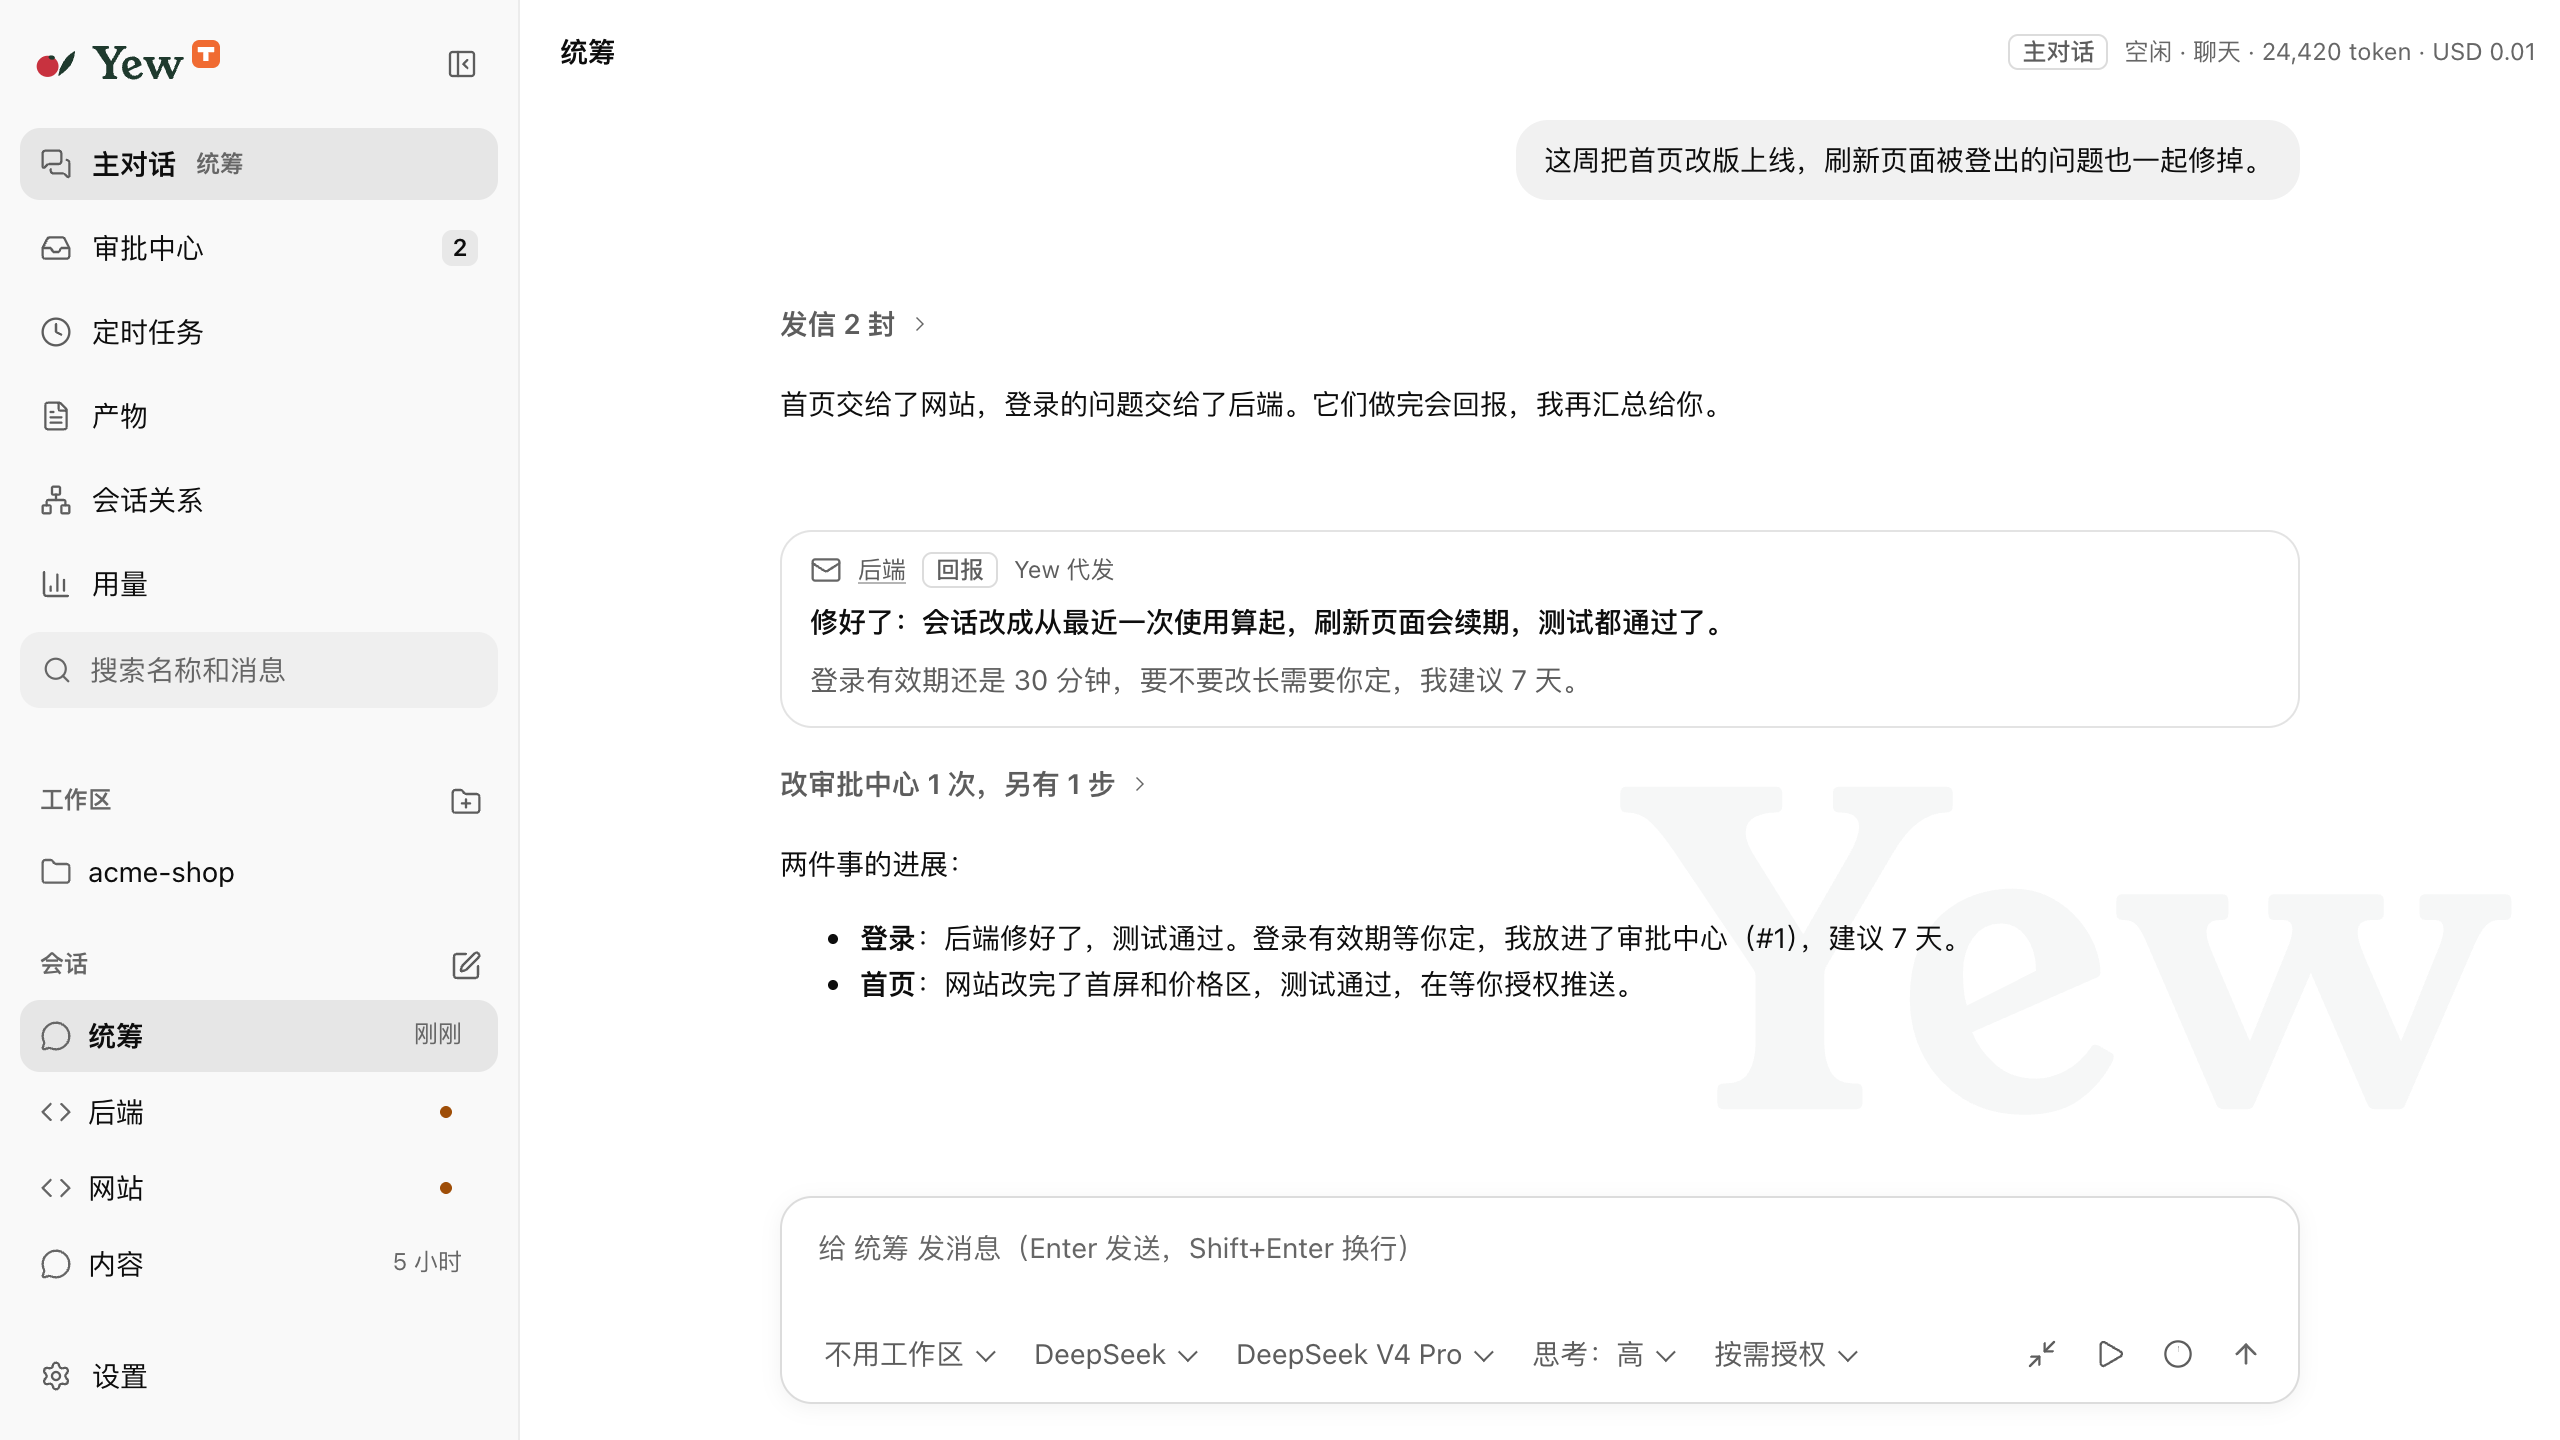 Yew T
主对话 统筹
审批中心 2
定时任务
产物
会话关系
用量
搜索名称和消息
工作区
acme-shop
会话
统筹 刚刚
后端
网站
内容 5 小时
设置
统筹
主对话 空闲 · 聊天 · 24,420 token · USD 0.01
这周把首页改版上线，刷新页面被登出的问题也一起修掉。
发信 2 封
首页交给了网站，登录的问题交给了后端。它们做完会回报，我再汇总给你。
后端 回报 Yew 代发
修好了：会话改成从最近一次使用算起，刷新页面会续期，测试都通过了。
登录有效期还是 30 分钟，要不要改长需要你定，我建议 7 天。
改审批中心 1 次，另有 1 步
两件事的进展：
登录：后端修好了，测试通过。登录有效期等你定，我放进了审批中心（#1），建议 7 天。
首页：网站改完了首屏和价格区，测试通过，在等你授权推送。
Yew
给 统筹 发消息（Enter 发送，Shift+Enter 换行）
不用工作区 DeepSeek DeepSeek V4 Pro 思考：高 按需授权